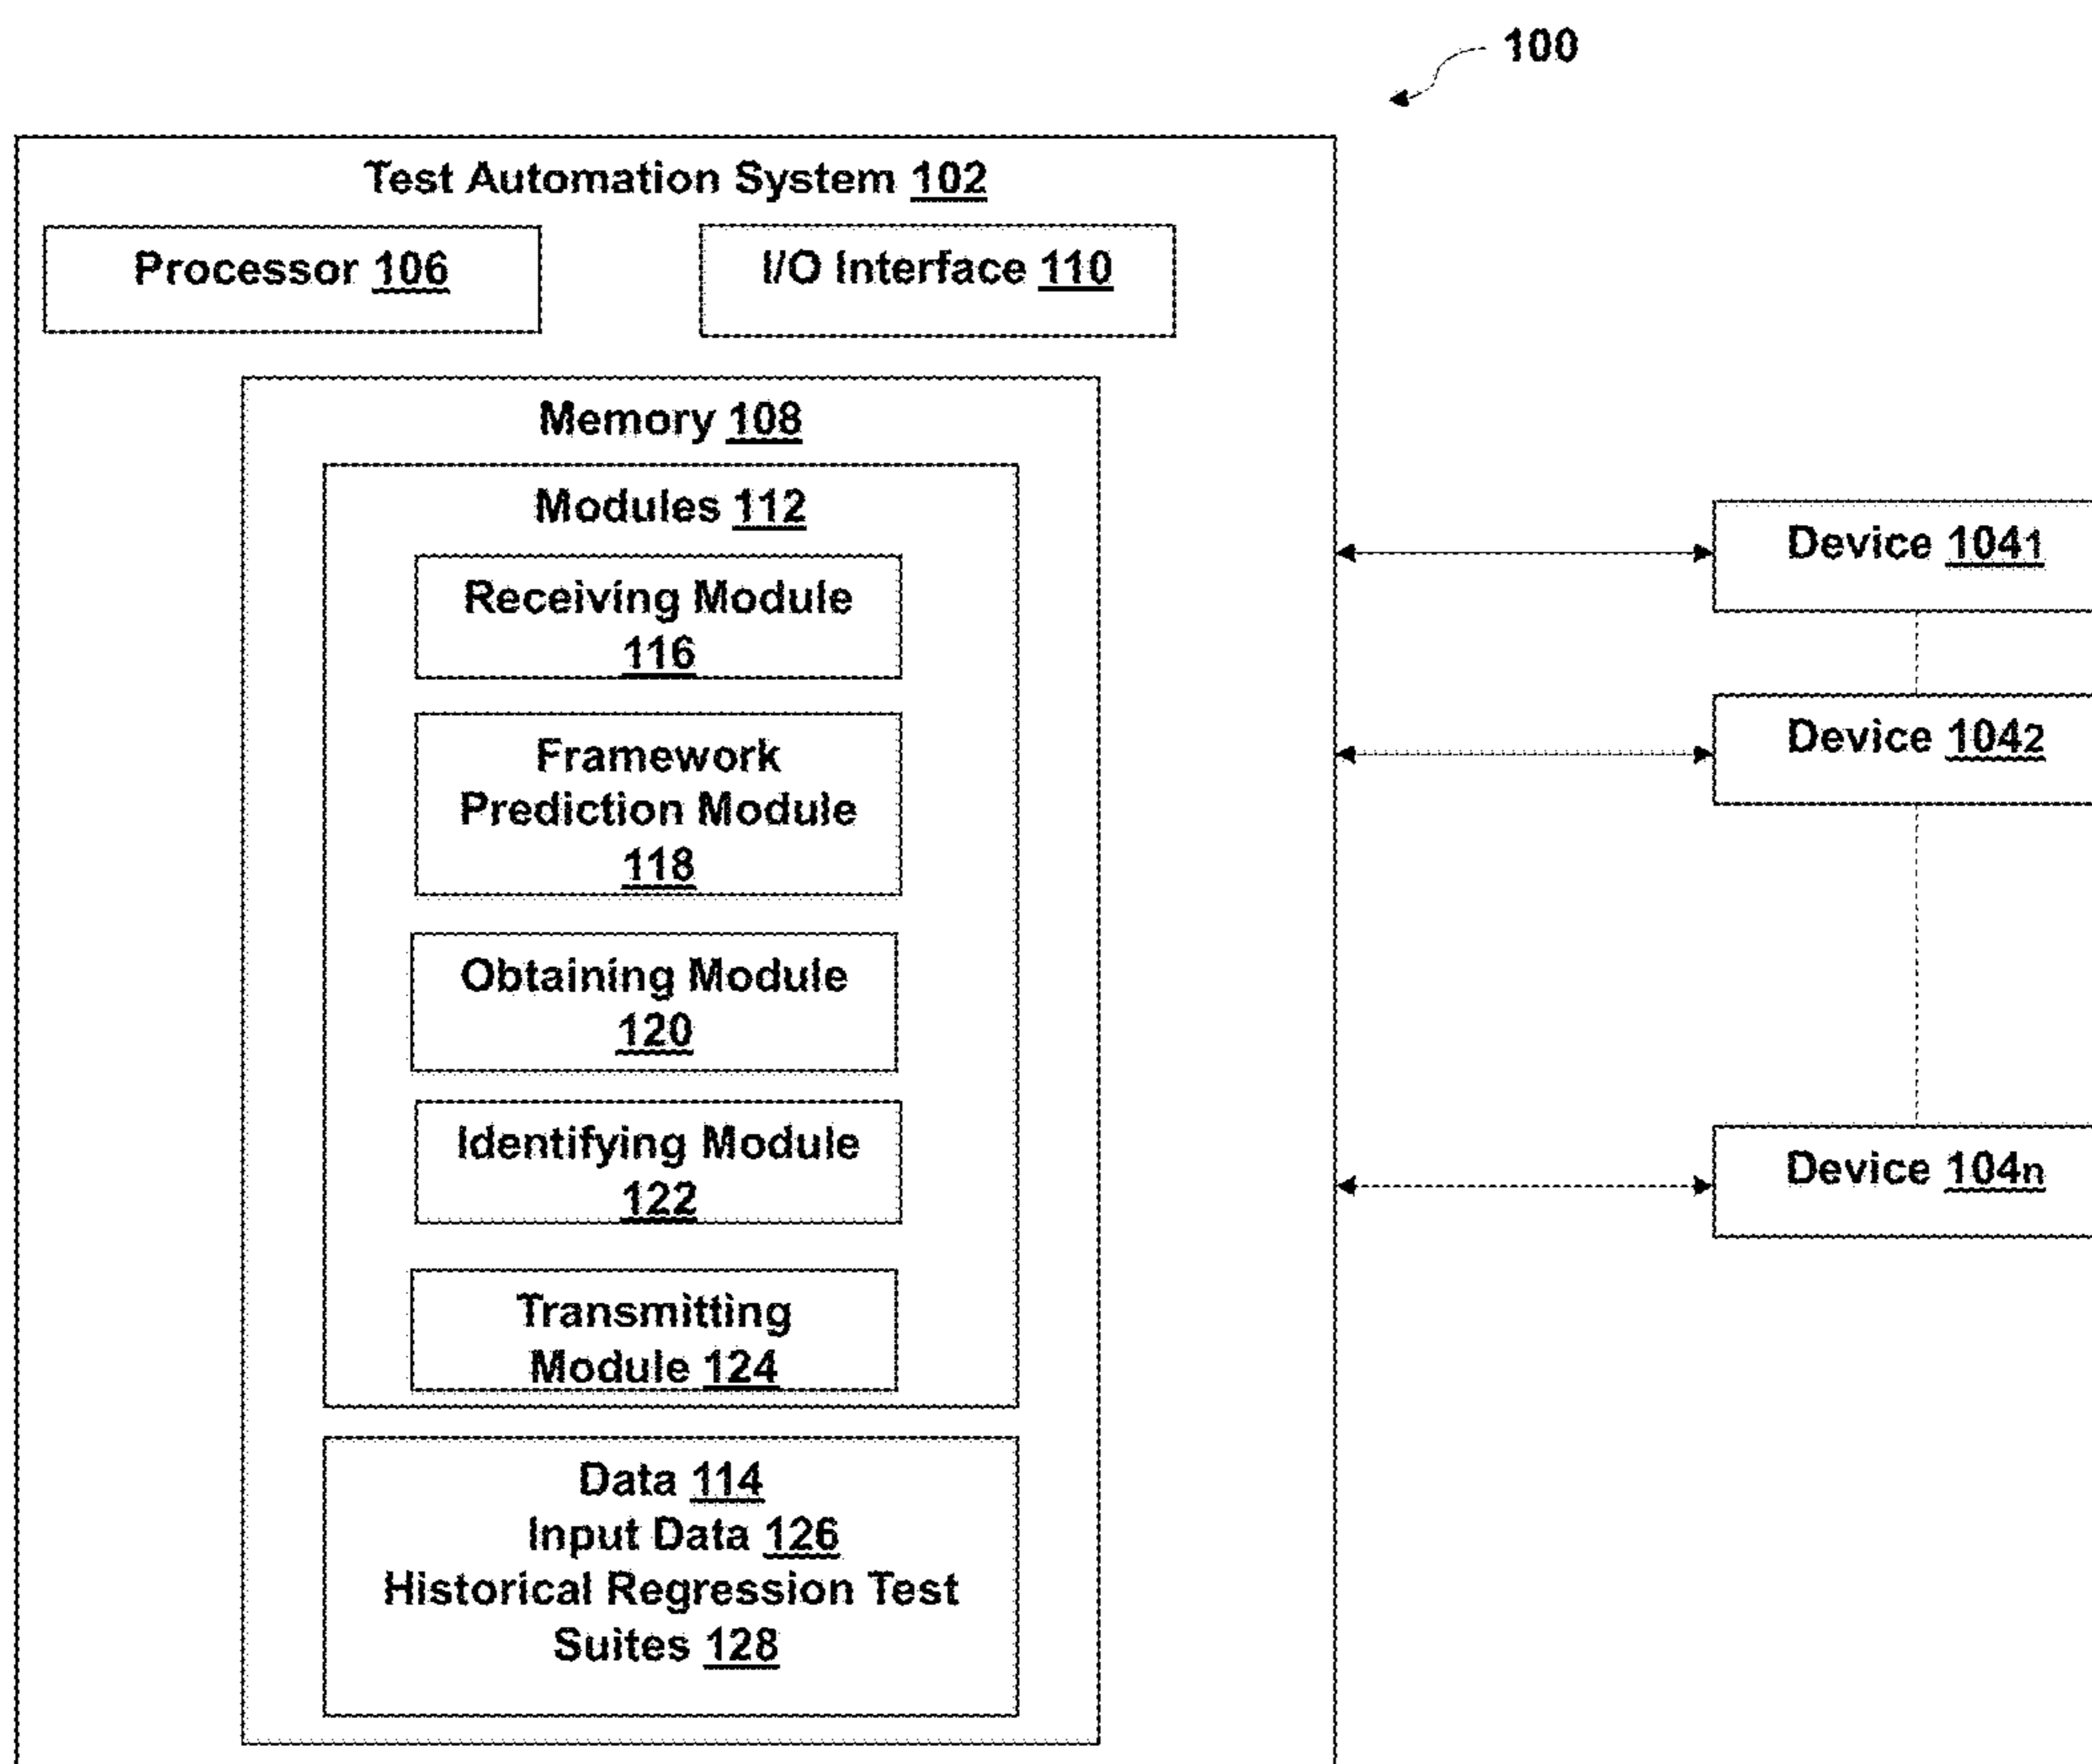 100
Test Automation System 102
Processor 106
I/O Interface 110
Memory 108
Modules 112
Receiving Module
116
Framework
Prediction Module
118
Obtaining Module
120
Identifying Module
122
Transmitting
Module 124
Data 114
Input Data 126
Historical Regression Test
Suites 128
Device 1041
Device 1042
Device 104n